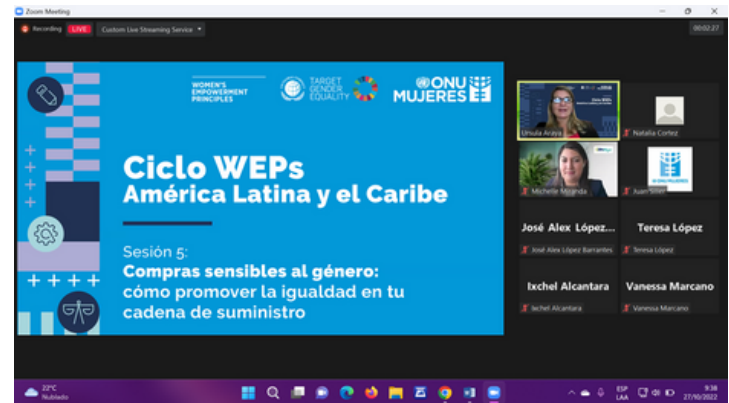 Zoom Meeting
Recording LIVE Custom Live Streaming Service
00:02:27
WOMEN'S
EMPOWERMENT
PRINCIPLES
TARGET
GENDER
EQUALITY
ONU
MUJERES
Ciclo WEPs
América Latina y el Caribe
Sesión 5:
Compras sensibles al género:
cómo promover la igualdad en tu
cadena de suministro
Ursula Araya
Natalia Cortez
Michelle Miranda
ONU MUJERES
Juan Siller
José Alex López...
José Alex López Barrantes
Teresa López
Teresa López
Ixchel Alcantara
Ixchel Alcantara
Vanessa Marcano
Vanessa Marcano
22°C
Nublado
ESP
LAA
9:38
27/10/2022